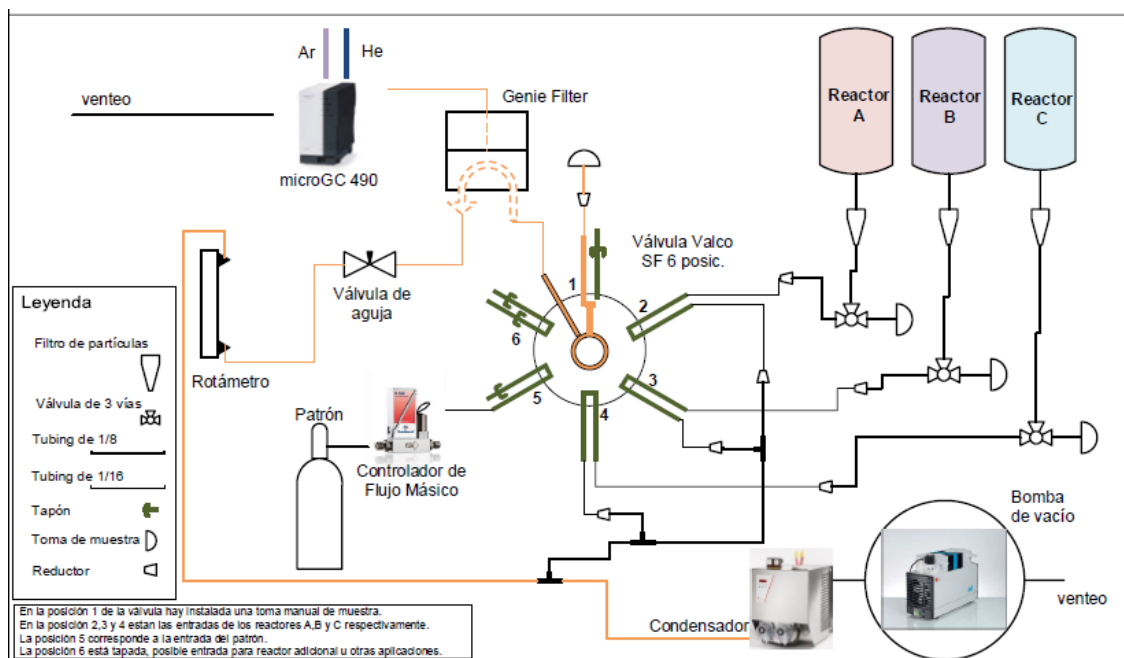 Ar
He
venteo
microGC 490
Genie Filter
Reactor
A
Reactor
B
Reactor
C
Válvula Valco
SF 6 posic.
1
2
3
4
5
6
Válvula de
aguja
Rotámetro
Patrón
Controlador de
Flujo Másico
Leyenda
Filtro de partículas
Válvula de 3 vías
Tubing de 1/8
Tubing de 1/16
Tapón
Toma de muestra
Reductor
Bomba
de vacío
venteo
Condensador
En la posición 1 de la válvula hay instalada una toma manual de muestra.
En la posición 2,3 y 4 estan las entradas de los reactores A,B y C respectivamente.
La posición 5 corresponde a la entrada del patrón.
La posición 6 está tapada, posible entrada para reactor adicional u otras aplicaciones.